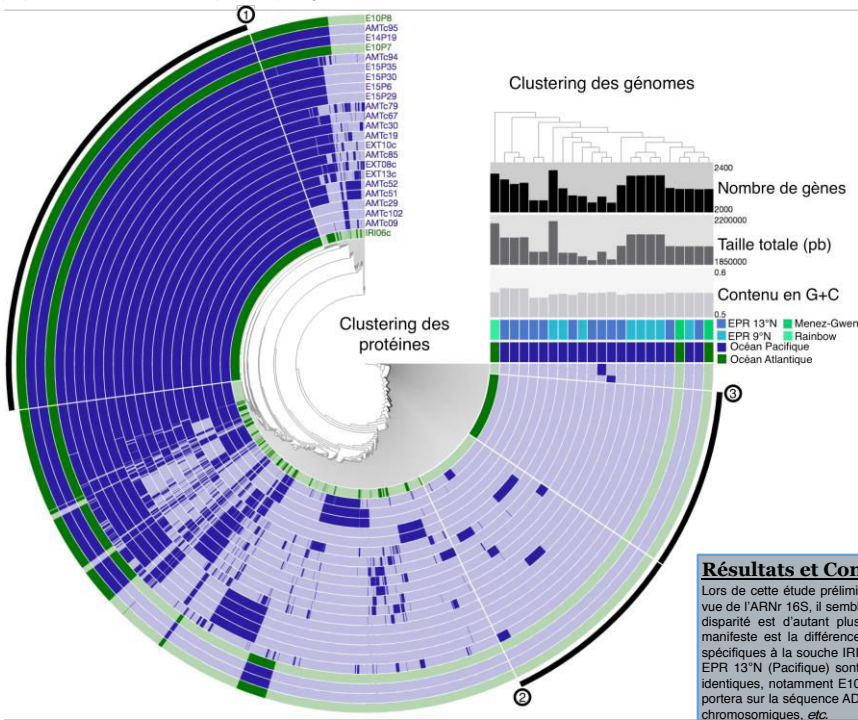 ①
E10P8
AMTc95
E14P19
E10P7
AMTc94
E15P35
E15P30
E15P6
E15P29
AMTc79
AMTc67
AMTc30
AMTc19
EXT10c
AMTc85
EXT08c
EXT13c
AMTc52
AMTc51
AMTc29
AMTc102
AMTc09
IRI06c
Clustering des génomes
2400
Nombre de gènes
2000
2200000
Taille totale (pb)
1850000
0.6
Contenu en G+C
0.5
EPR 13°N Menez-Gwen
EPR 9°N Rainbow
Océan Pacifique
Océan Atlantique
Clustering des
protéines
③
②
Résultats et Con
Lors de cette étude prélimi
vue de l'ARNr 16S, il sembl
disparité est d'autant plus
manifeste est la différence
spécifiques à la souche IRI
EPR 13°N (Pacifique) sont
identiques, notamment E10
portera sur la séquence AD
chromosomiques, etc.